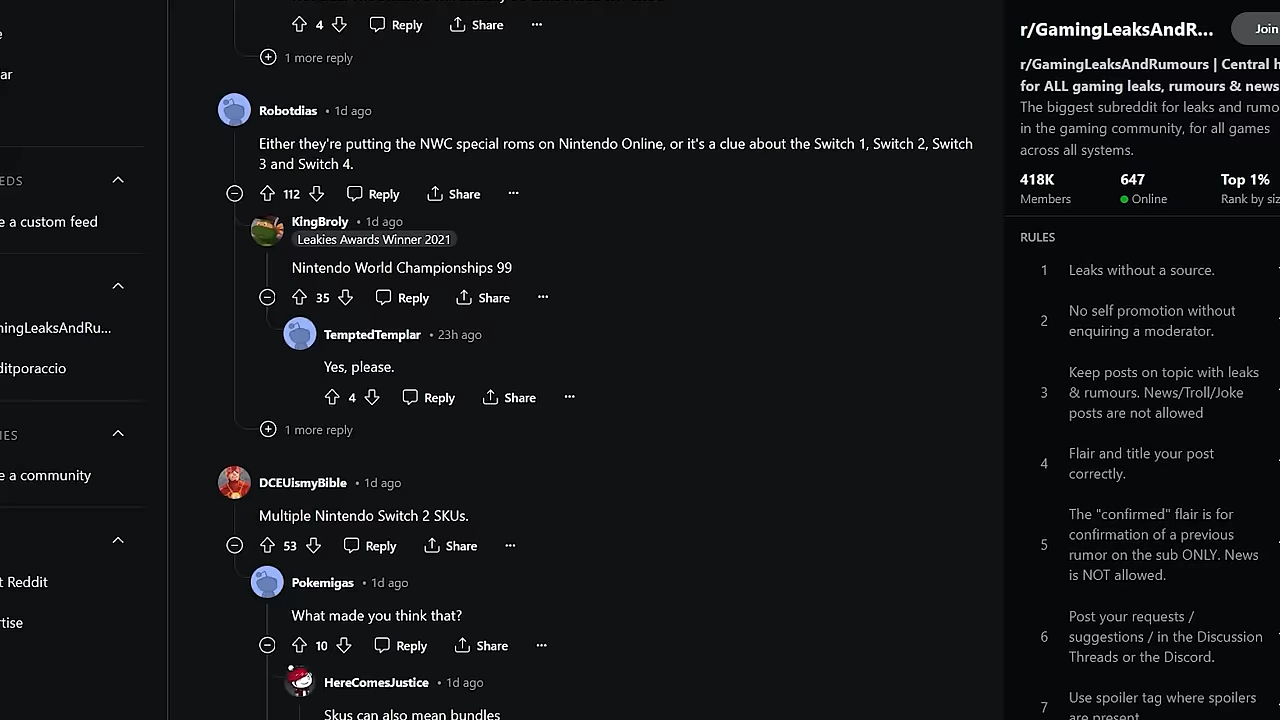 4 Reply Share
1 more reply
Robotdias • 1d ago
Either they're putting the NWC special roms on Nintendo Online, or it's a clue about the Switch 1, Switch 2, Switch
3 and Switch 4.
112 Reply Share
KingBroly • 1d ago
Leakies Awards Winner 2021
Nintendo World Championships 99
35 Reply Share
TemptedTemplar • 23h ago
Yes, please.
4 Reply Share
1 more reply
DCEUismyBible • 1d ago
Multiple Nintendo Switch 2 SKUs.
53 Reply Share
Pokemigas • 1d ago
What made you think that?
10 Reply Share
HereComesJustice • 1d ago
Skus can also mean bundles
e
ar
EDS
e a custom feed
mingLeaksAndRu...
ditporaccio
IES
e a community
t Reddit
rtise
r/GamingLeaksAndR...
Join
r/GamingLeaksAndRumours | Central h
for ALL gaming leaks, rumours & news
The biggest subreddit for leaks and rumo
in the gaming community, for all games
across all systems.
418K 647 Top 1%
Members Online Rank by siz
RULES
1 Leaks without a source.
2 No self promotion without
enquiring a moderator.
3 Keep posts on topic with leaks
& rumours. News/Troll/Joke
posts are not allowed
4 Flair and title your post
correctly.
5 The "confirmed" flair is for
confirmation of a previous
rumor on the sub ONLY. News
is NOT allowed.
6 Post your requests /
suggestions / in the Discussion
Threads or the Discord.
7 Use spoiler tag where spoilers
are present